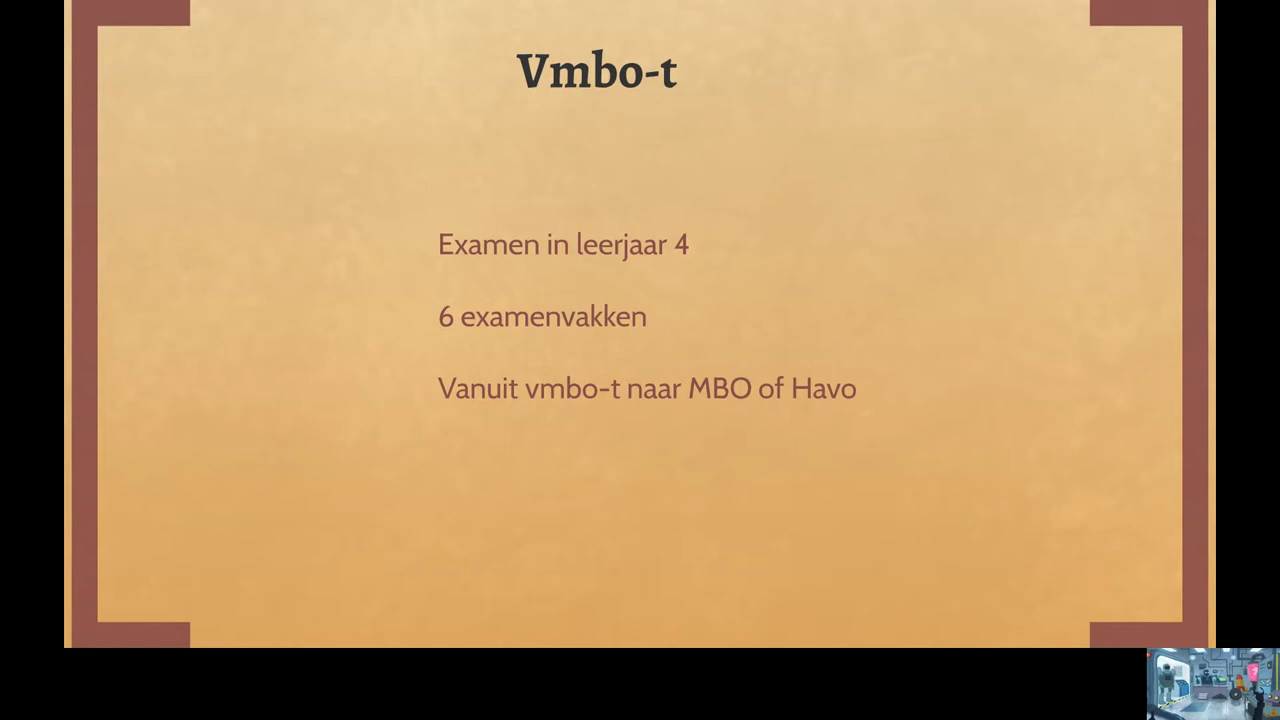 Vmbo-t
Examen in leerjaar 4
6 examenvakken
Vanuit vmbo-t naar MBO of Havo